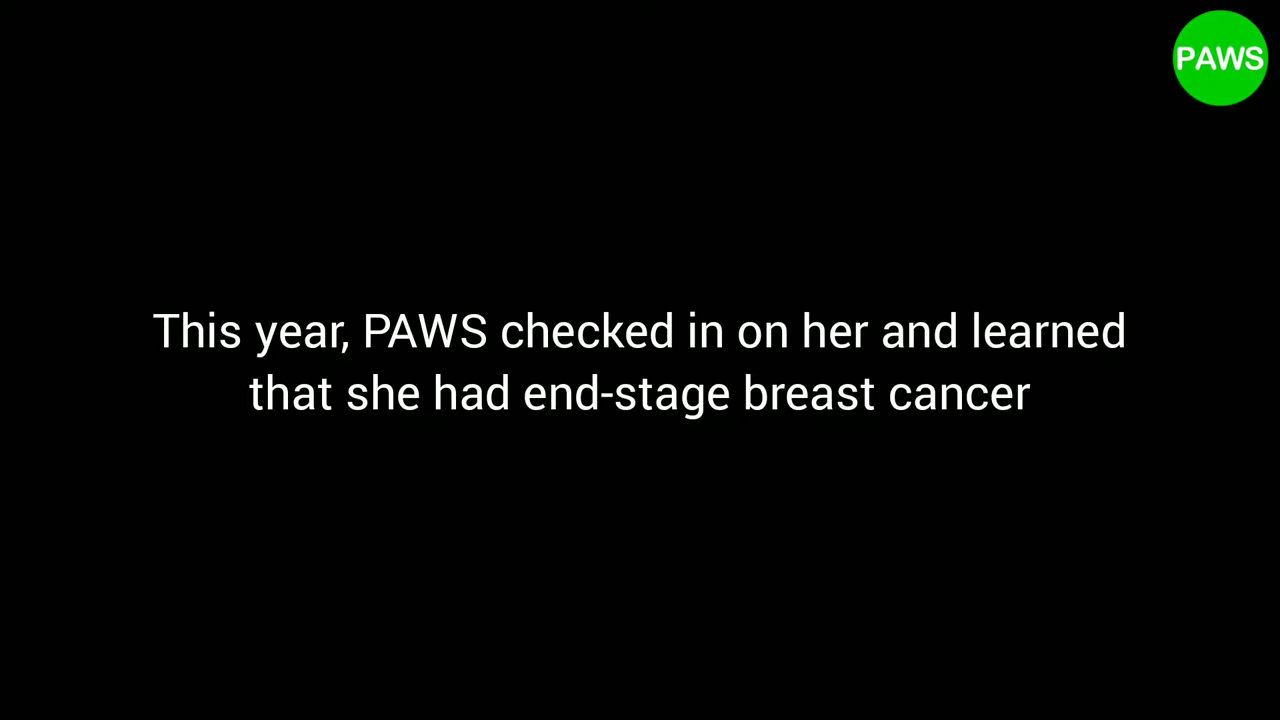 PAWS
This year, PAWS checked in on her and learned
that she had end-stage breast cancer